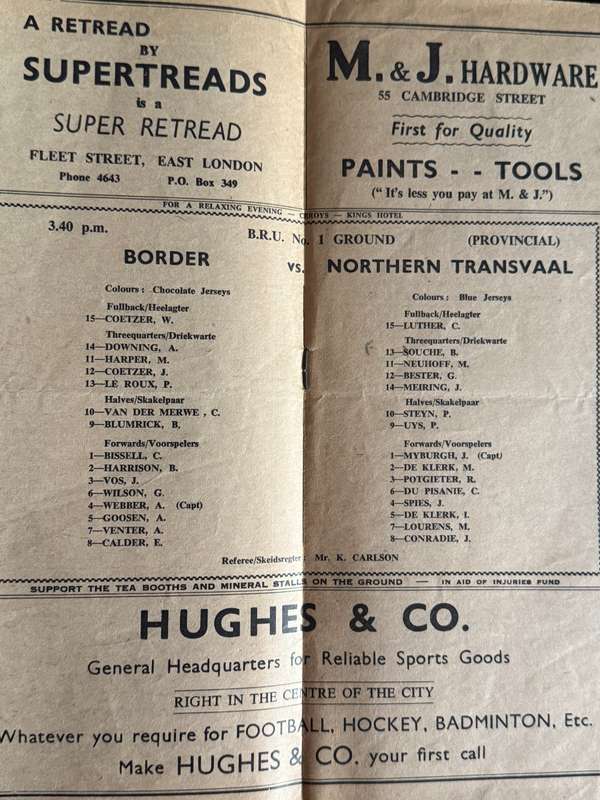 A RETREAD
BY
SUPERTREADS
is a
SUPER RETREAD
FLEET STREET, EAST LONDON
Phone 4643 P.O. Box 349
M. & J. HARDWARE
55 CAMBRIDGE STREET
First for Quality
PAINTS - - TOOLS
("It's less you pay at M. & J.")
FOR A RELAXING EVENING — LEROYS — KINGS HOTEL
3.40 p.m. B.R.U. No. 1 GROUND (PROVINCIAL)
BORDER vs. NORTHERN TRANSVAAL
Colours : Chocolate Jerseys
Fullback/Heelagter
15—COETZER, W.
Threequarters/Driekwarte
14—DOWNING, A.
11—HARPER, M.
12—COETZER, J.
13—LE ROUX, P.
Halves/Skakelpaar
10—VAN DER MERWE , C.
9—BLUMRICK, B,
Forwards/Voorspelers
1—BISSELL, C.
2—HARRISON, B.
3—VOS, J.
6—WILSON, G.
4—WEBBER, A. (Capt)
5—GOOSEN, A.
7—VENTER, A.
8—CALDER, E.
Colours : Blue Jerseys
Fullback/Heelagter
15—LUTHER, C.
Threequarters/Driekwarte
13—SOUCHE, B.
11—NEUHOFF, M.
12—BESTER, G.
14—MEIRING, J.
Halves/Skakelpaar
10—STEYN, P.
9—UYS, P.
Forwards/Voorspelers
1—MYBURGH, J. (Capt)
2—DE KLERK, M.
3—POTGIETER, R.
6—DU PISANIE, C.
4—SPIES, J.
5—DE KLERK, I.
7—LOURENS, M.
8—CONRADIE, J.
Referee/Skeidsregter : Mr. K. CARLSON
SUPPORT THE TEA BOOTHS AND MINERAL STALLS ON THE GROUND — IN AID OF INJURIES FUND
HUGHES & CO.
General Headquarters for Reliable Sports Goods
RIGHT IN THE CENTRE OF THE CITY
Whatever you require for FOOTBALL, HOCKEY, BADMINTON, Etc.
Make HUGHES & CO. your first call